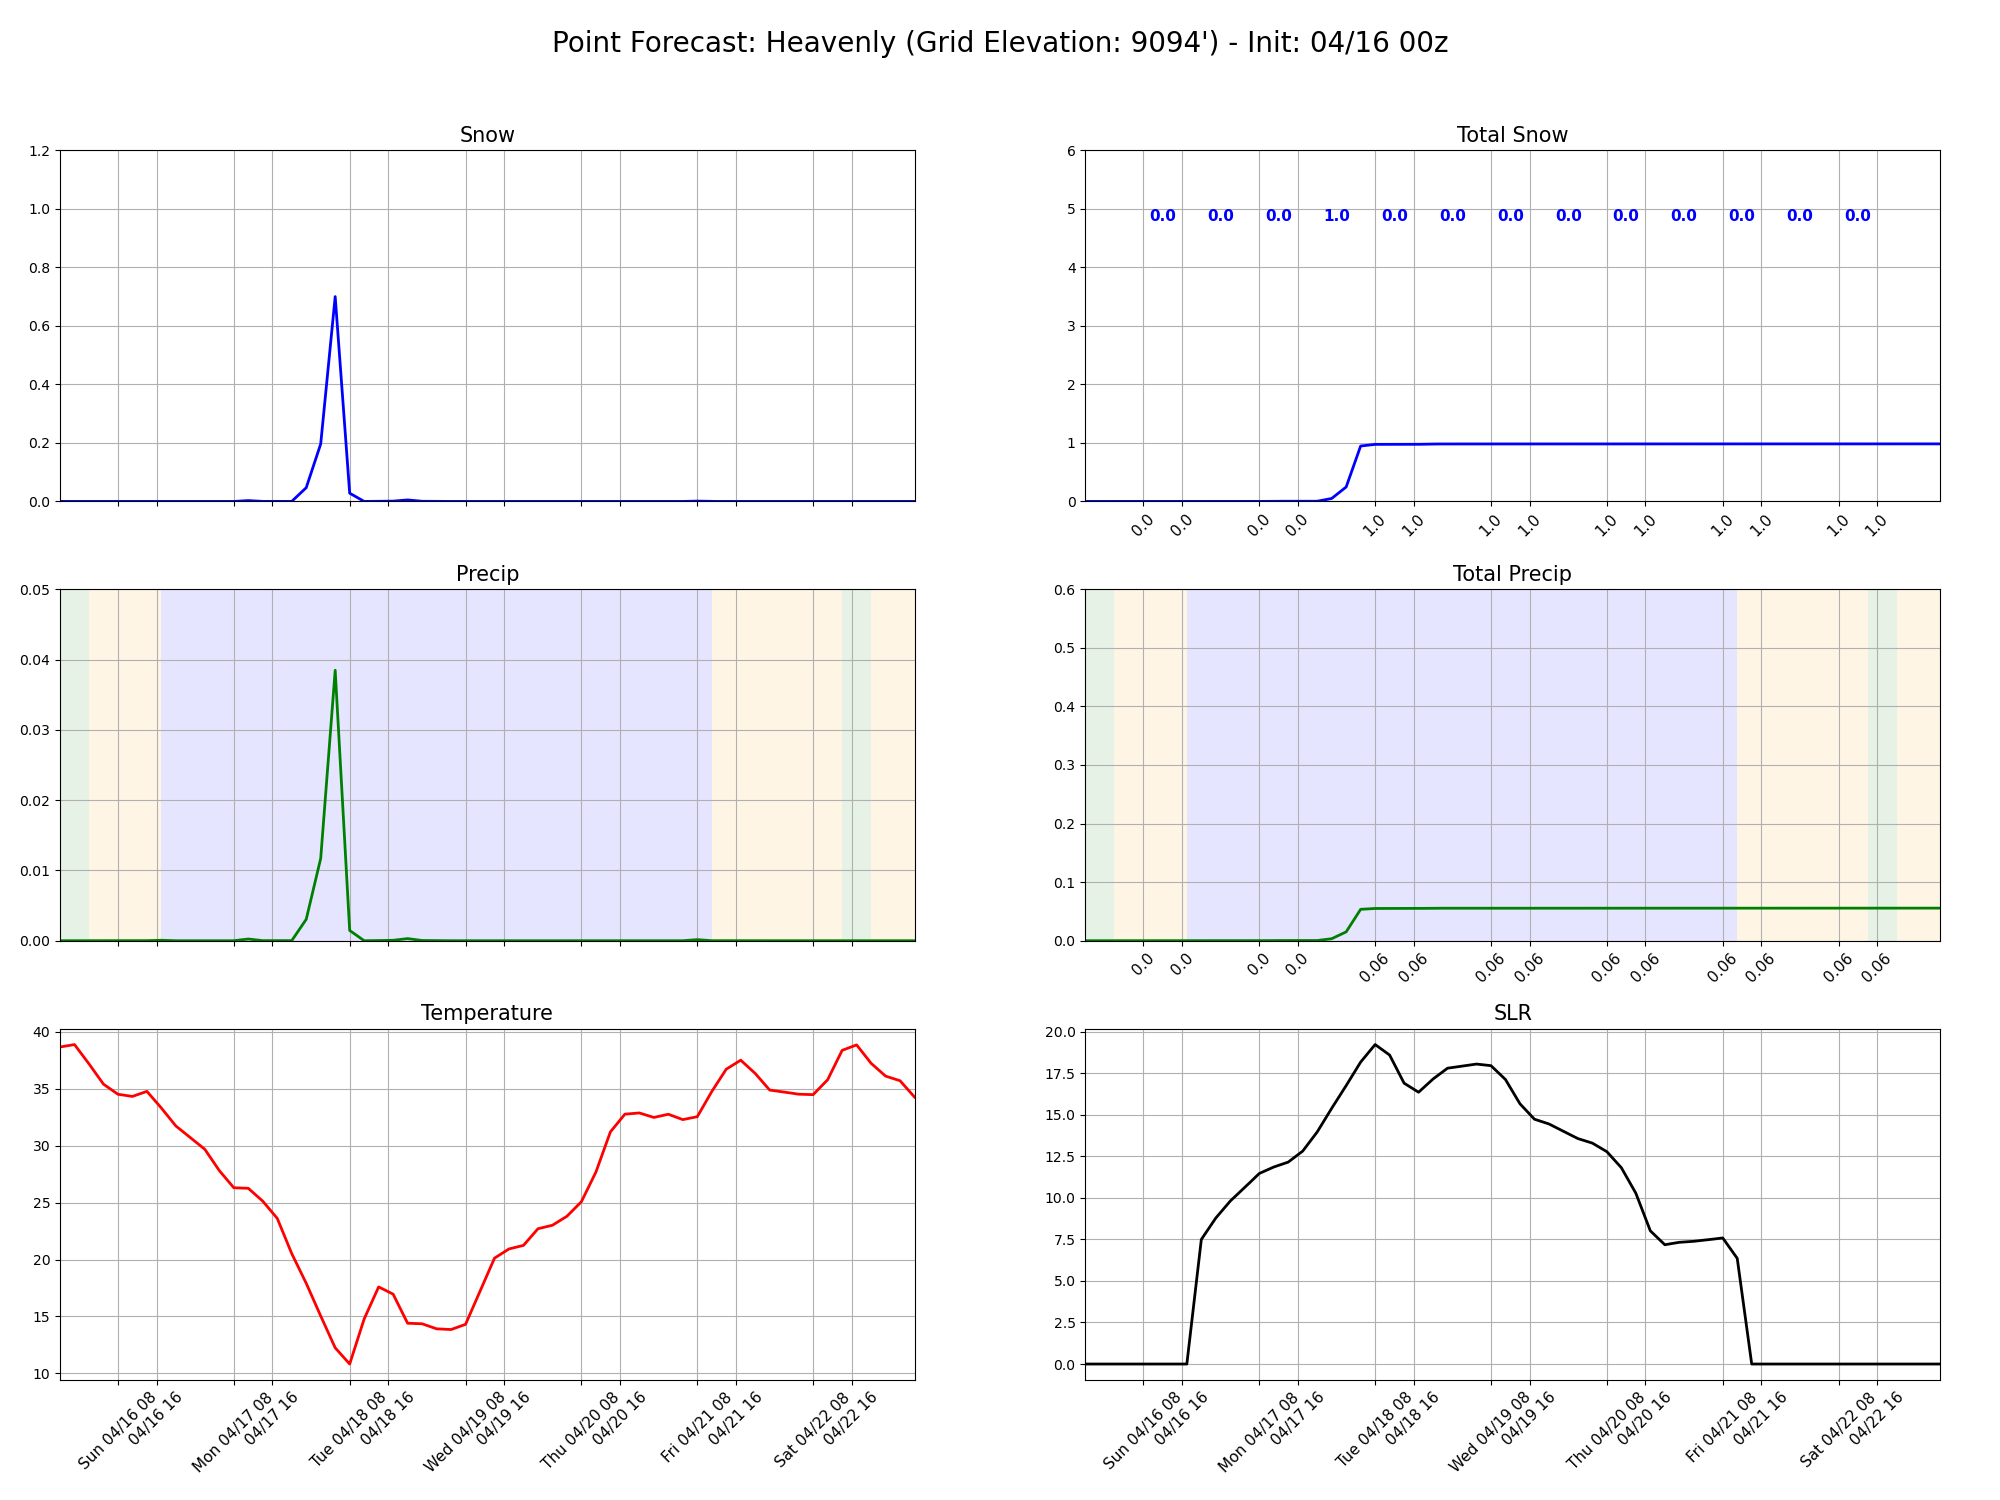 Point Forecast: Heavenly (Grid Elevation: 9094') - Init: 04/16 00z
Snow
1.2
1.0
0.8
0.6
0.4
0.2
0.0
Total Snow
6
5
4
3
2
1
0
0.0 0.0 0.0 1.0 0.0 0.0 0.0 0.0 0.0 0.0 0.0 0.0 0.0
0.0 0.0 0.0 0.0 1.0 1.0 1.0 1.0 1.0 1.0 1.0 1.0 1.0 1.0
Precip
0.05
0.04
0.03
0.02
0.01
0.00
Total Precip
0.6
0.5
0.4
0.3
0.2
0.1
0.0
0.0 0.0 0.0 0.0 0.06 0.06 0.06 0.06 0.06 0.06 0.06 0.06 0.06 0.06
Temperature
40
35
30
25
20
15
10
Sun 04/16 08
04/16 16
Mon 04/17 08
04/17 16
Tue 04/18 08
04/18 16
Wed 04/19 08
04/19 16
Thu 04/20 08
04/20 16
Fri 04/21 08
04/21 16
Sat 04/22 08
04/22 16
SLR
20.0
17.5
15.0
12.5
10.0
7.5
5.0
2.5
0.0
Sun 04/16 08
04/16 16
Mon 04/17 08
04/17 16
Tue 04/18 08
04/18 16
Wed 04/19 08
04/19 16
Thu 04/20 08
04/20 16
Fri 04/21 08
04/21 16
Sat 04/22 08
04/22 16